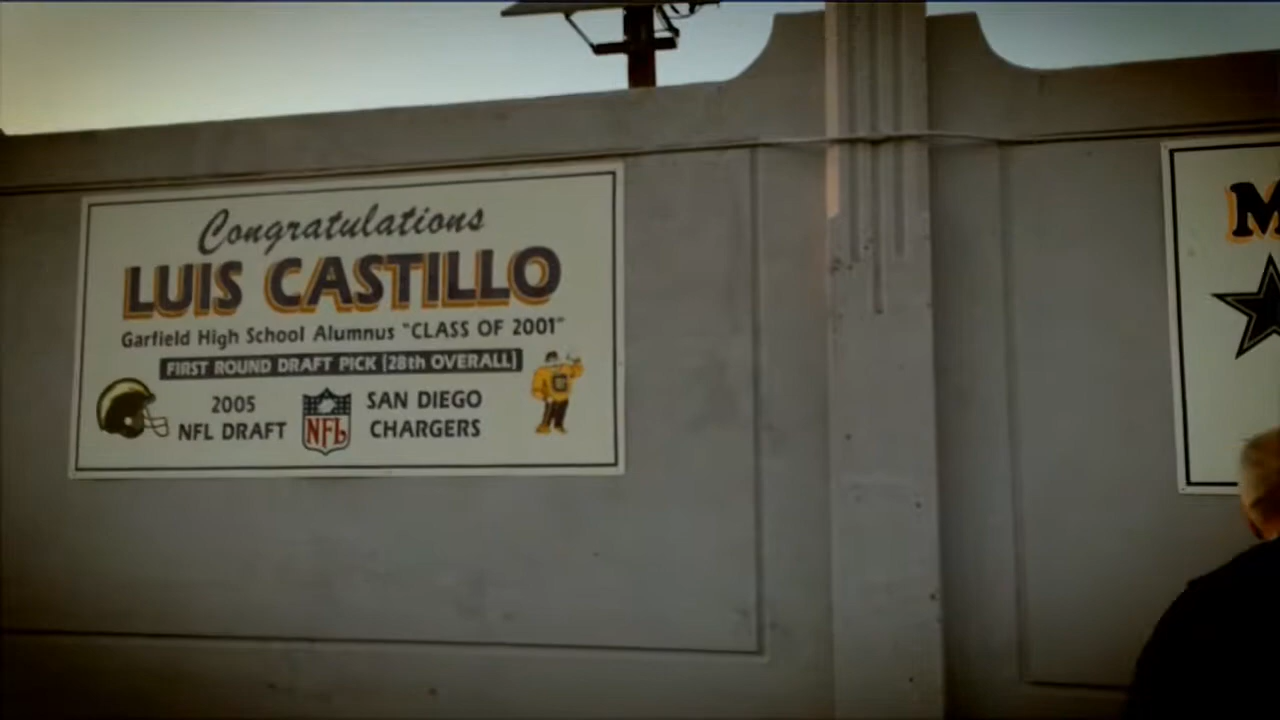 Congratulations
LUIS CASTILLO
Garfield High School Alumnus "CLASS OF 2001"
FIRST ROUND DRAFT PICK [28th OVERALL]
2005
NFL DRAFT
NFL
SAN DIEGO
CHARGERS
M